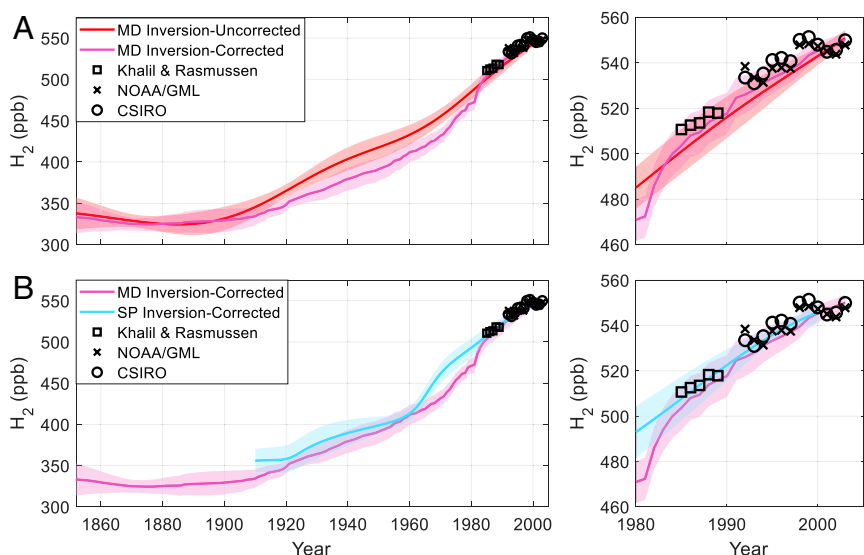 A
H₂ (ppb)
550
500
450
400
350
300
MD Inversion-Uncorrected
MD Inversion-Corrected
Khalil & Rasmussen
NOAA/GML
CSIRO
H₂ (ppb)
560
540
520
500
480
460
B
H₂ (ppb)
550
500
450
400
350
300
MD Inversion-Corrected
SP Inversion-Corrected
Khalil & Rasmussen
NOAA/GML
CSIRO
1860 1880 1900 1920 1940 1960 1980 2000
Year
H₂ (ppb)
560
540
520
500
480
460
1980 1990 2000
Year